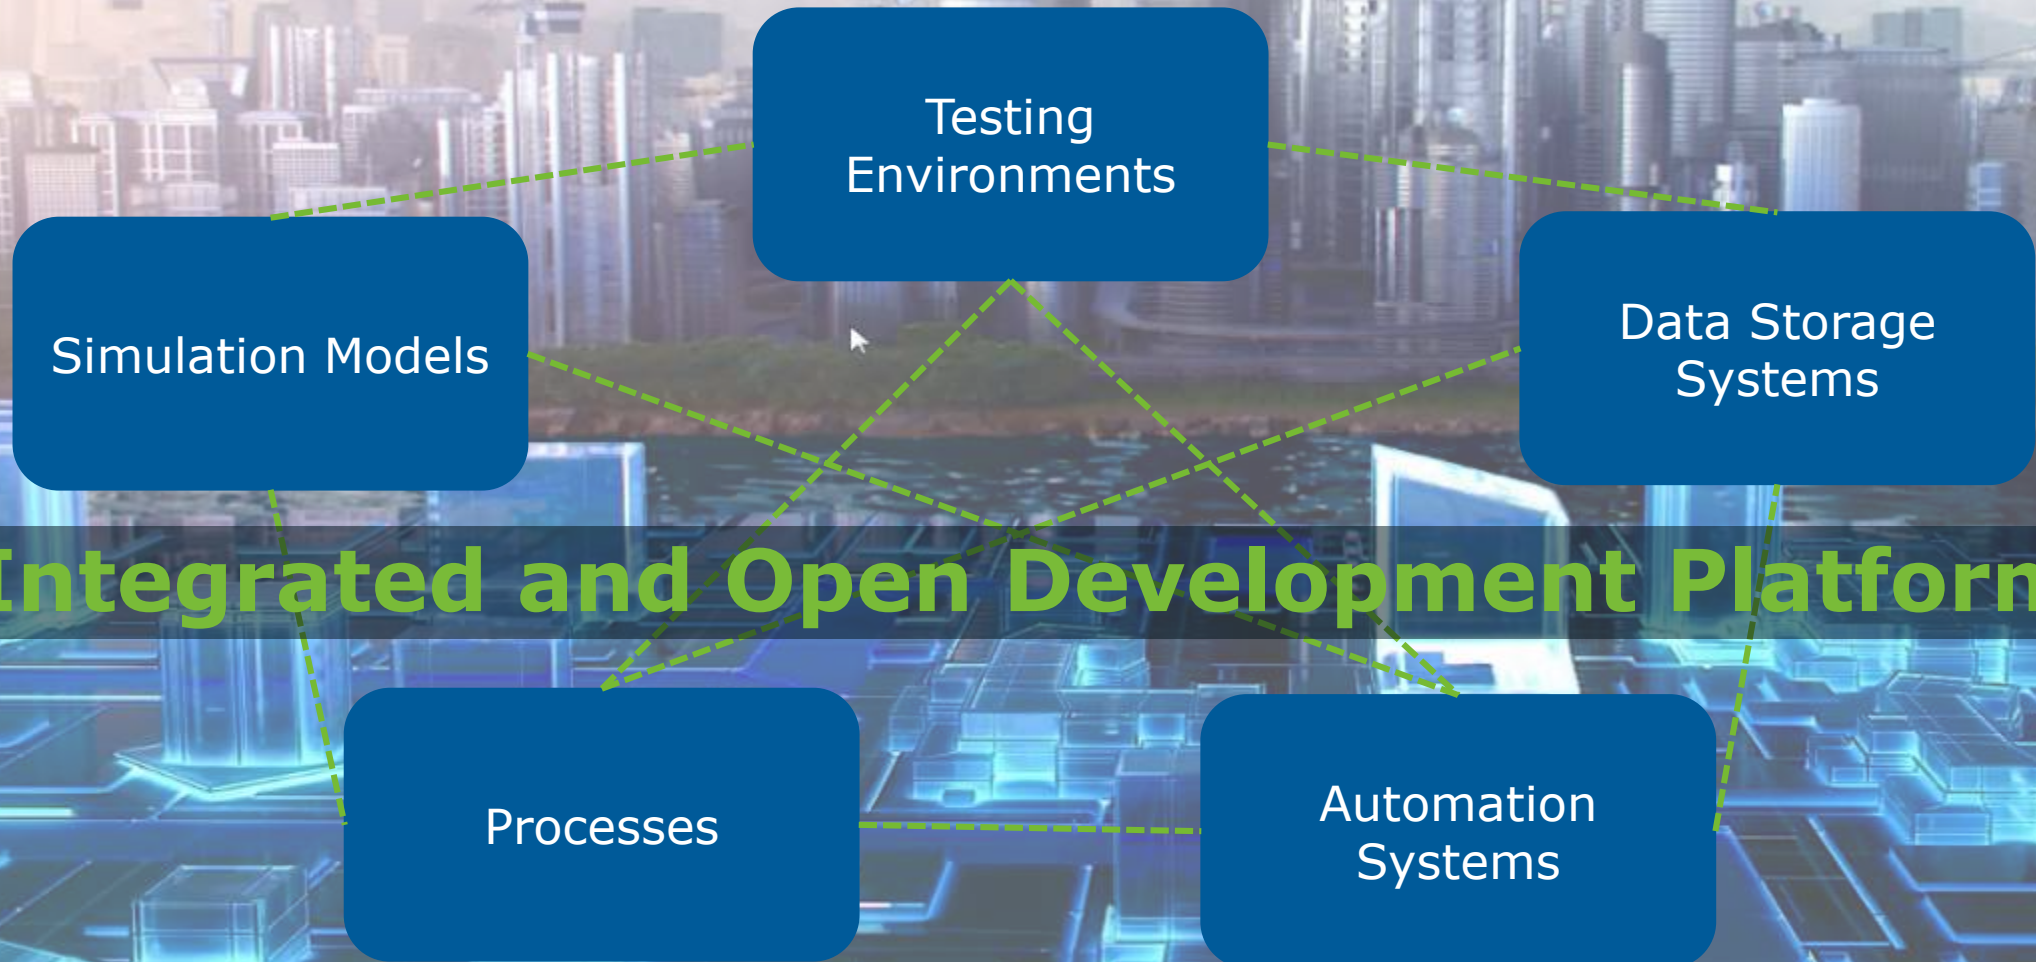 Testing
Environments
Simulation Models
Data Storage
Systems
Integrated and Open Development Platform
Processes
Automation
Systems